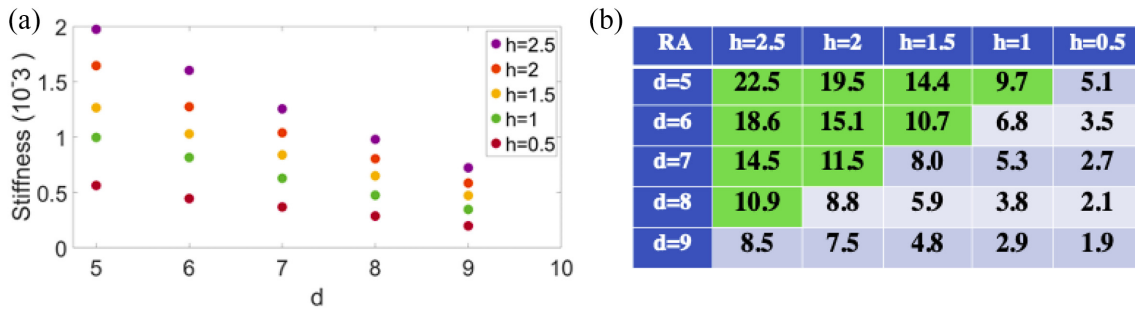 (a)
Stiffness (10^-3 )
2
1.5
1
0.5
0
5 6 7 8 9 10
d
h=2.5
h=2
h=1.5
h=1
h=0.5
(b)
RA h=2.5 h=2 h=1.5 h=1 h=0.5
d=5 22.5 19.5 14.4 9.7 5.1
d=6 18.6 15.1 10.7 6.8 3.5
d=7 14.5 11.5 8.0 5.3 2.7
d=8 10.9 8.8 5.9 3.8 2.1
d=9 8.5 7.5 4.8 2.9 1.9